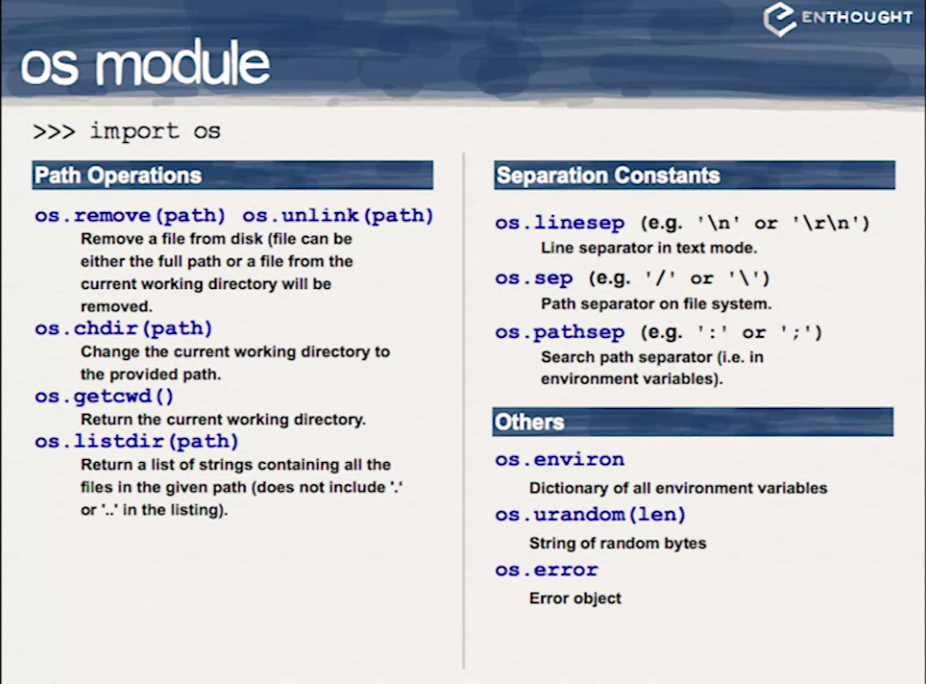 ENTHOUGHT
os module
>>> import os
Path Operations
os.remove(path) os.unlink(path)
Remove a file from disk (file can be
either the full path or a file from the
current working directory will be
removed.
os.chdir(path)
Change the current working directory to
the provided path.
os.getcwd()
Return the current working directory.
os.listdir(path)
Return a list of strings containing all the
files in the given path (does not include '.‘
or '..' in the listing).
Separation Constants
os.linesep (e.g. '\n' or '\r\n')
Line separator in text mode.
os.sep (e.g. '/' or '\')
Path separator on file system.
os.pathsep (e.g. ':' or ';')
Search path separator (i.e. in
environment variables).
Others
os.environ
Dictionary of all environment variables
os.urandom(len)
String of random bytes
os.error
Error object